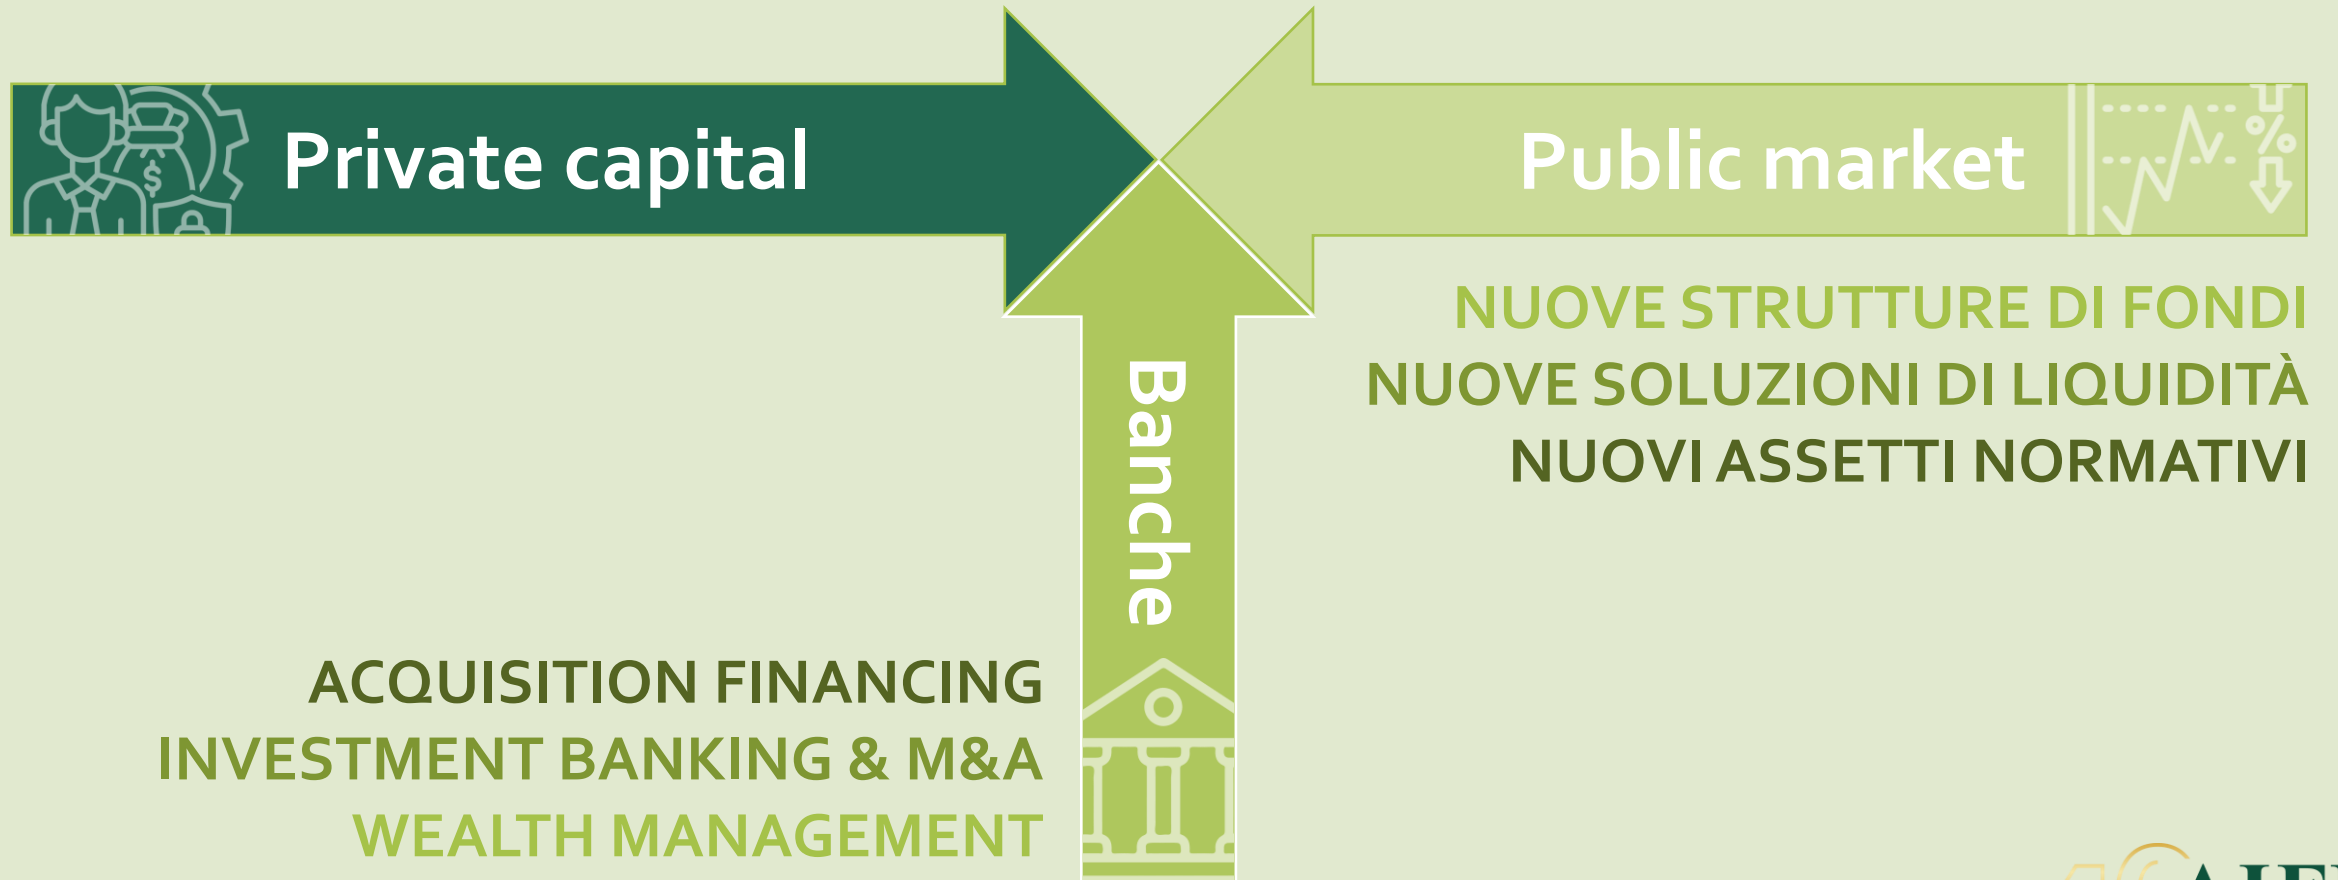 Private capital
Public market
NUOVE STRUTTURE DI FONDI
NUOVE SOLUZIONI DI LIQUIDITÀ
NUOVI ASSETTI NORMATIVI
Banche
ACQUISITION FINANCING
INVESTMENT BANKING & M&A
WEALTH MANAGEMENT